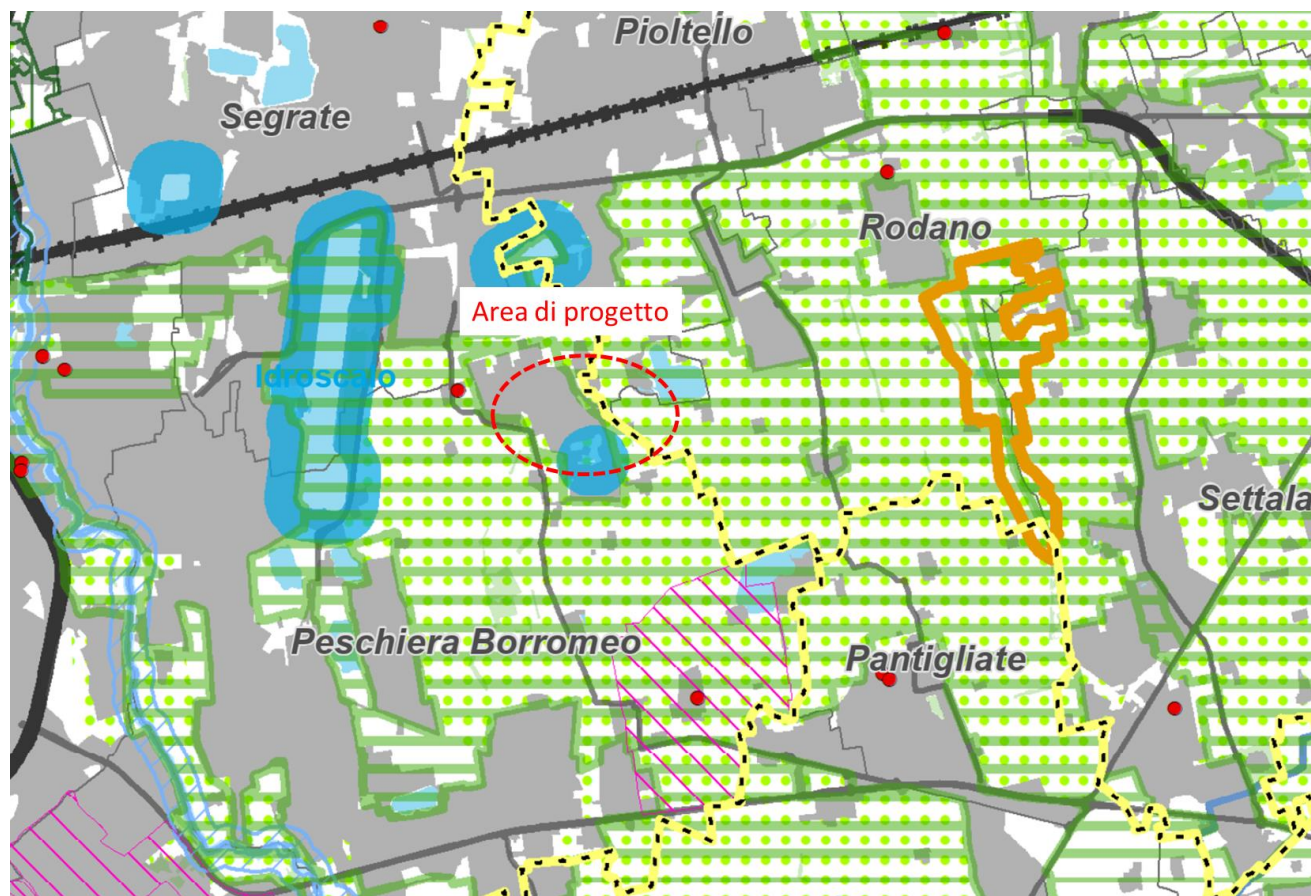 Pioltello
Segrate
Rodano
Area di progetto
Idroscalo
Settala
Peschiera Borromeo
Pantigliate